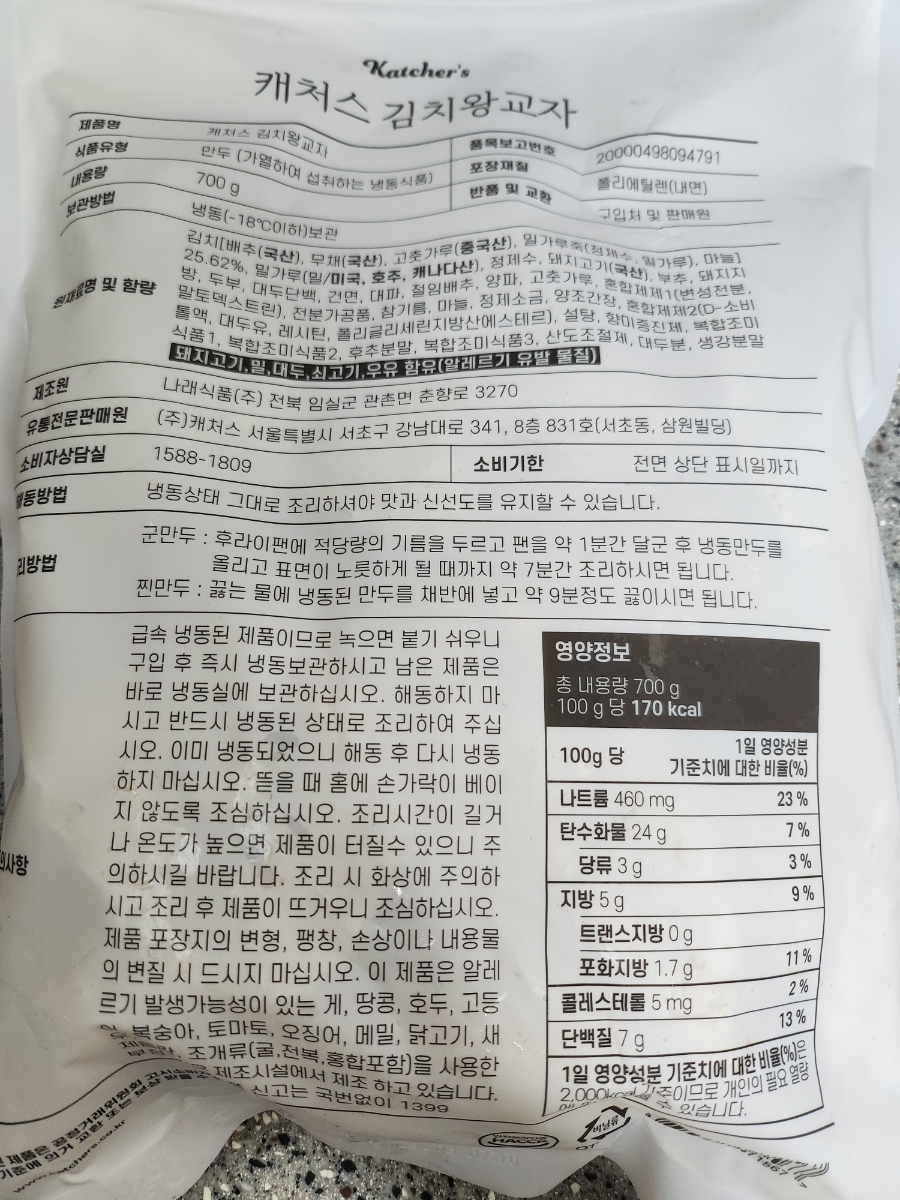 Katcher's
캐처스 김치왕교자
제품명 캐처스 김치왕교자 품목보고번호 20000498094791
식품유형 만두 (가열하여 섭취하는 냉동식품) 포장재질 폴리에틸렌(내면)
내용량 700 g 반품 및 교환 구입처 및 판매원
보관방법 냉동(-18℃이하)보관
원재료명 및 함량
김치[배추(국산), 무채(국산), 고춧가루(중국산), 밀가루죽(정제수, 밀가루), 마늘]
25.62%, 밀가루(밀/미국, 호주, 캐나다산), 정제수, 돼지고기(국산), 부추, 돼지지
방, 두부, 대두단백, 건면, 대파, 절임배추, 양파, 고춧가루, 혼합제제1(변성전분,
말토덱스트린), 전분가공품, 참기름, 마늘, 정제소금, 양조간장, 혼합제제2(D-소비
톨액, 대두유, 레시틴, 폴리글리세린지방산에스테르), 설탕, 향미증진제, 복합조미
식품1, 복합조미식품2, 후추분말, 복합조미식품3, 산도조절제, 대두분, 생강분말
돼지고기,밀,대두,쇠고기,우유 함유(알레르기 유발 물질)
제조원 나래식품(주) 전북 임실군 관촌면 춘향로 3270
유통전문판매원 (주)캐처스 서울특별시 서초구 강남대로 341, 8층 831호(서초동, 삼원빌딩)
소비자상담실 1588-1809 소비기한 전면 상단 표시일까지
해동방법 냉동상태 그대로 조리하셔야 맛과 신선도를 유지할 수 있습니다.
리방법 군만두 : 후라이팬에 적당량의 기름을 두르고 팬을 약 1분간 달군 후 냉동만두를
올리고 표면이 노릇하게 될 때까지 약 7분간 조리하시면 됩니다.
찐만두 : 끓는 물에 냉동된 만두를 채반에 넣고 약 9분정도 끓이시면 됩니다.
의사항
급속 냉동된 제품이므로 녹으면 붙기 쉬우니
구입 후 즉시 냉동보관하시고 남은 제품은
바로 냉동실에 보관하십시오. 해동하지 마
시고 반드시 냉동된 상태로 조리하여 주십
시오. 이미 냉동되었으니 해동 후 다시 냉동
하지 마십시오. 뜯을 때 홈에 손가락이 베이
지 않도록 조심하십시오. 조리시간이 길거
나 온도가 높으면 제품이 터질수 있으니 주
의하시길 바랍니다. 조리 시 화상에 주의하
시고 조리 후 제품이 뜨거우니 조심하십시오.
제품 포장지의 변형, 팽창, 손상이나 내용물
의 변질 시 드시지 마십시오. 이 제품은 알레
르기 발생가능성이 있는 게, 땅콩, 호두, 고등
복숭아, 토마토, 오징어, 메밀, 닭고기, 새
조개류(굴,전복,홍합포함)을 사용한
제조시설에서 제조 하고 있습니다.
신고는 국번없이 1399
영양정보
총 내용량 700 g
100 g 당 170 kcal
100g 당 1일 영양성분
기준치에 대한 비율(%)
나트륨 460 mg 23 %
탄수화물 24 g 7 %
당류 3 g 3 %
지방 5 g 9 %
트랜스지방 0 g
포화지방 1.7 g 11 %
콜레스테롤 5 mg 2 %
단백질 7 g 13 %
1일 영양성분 기준치에 대한 비율(%)은
2,000kcal 기준이므로 개인의 필요 열량
수 있습니다.
제품은 공정거래위원회 고시
기준에 의거 교환 또는 보상
비닐류